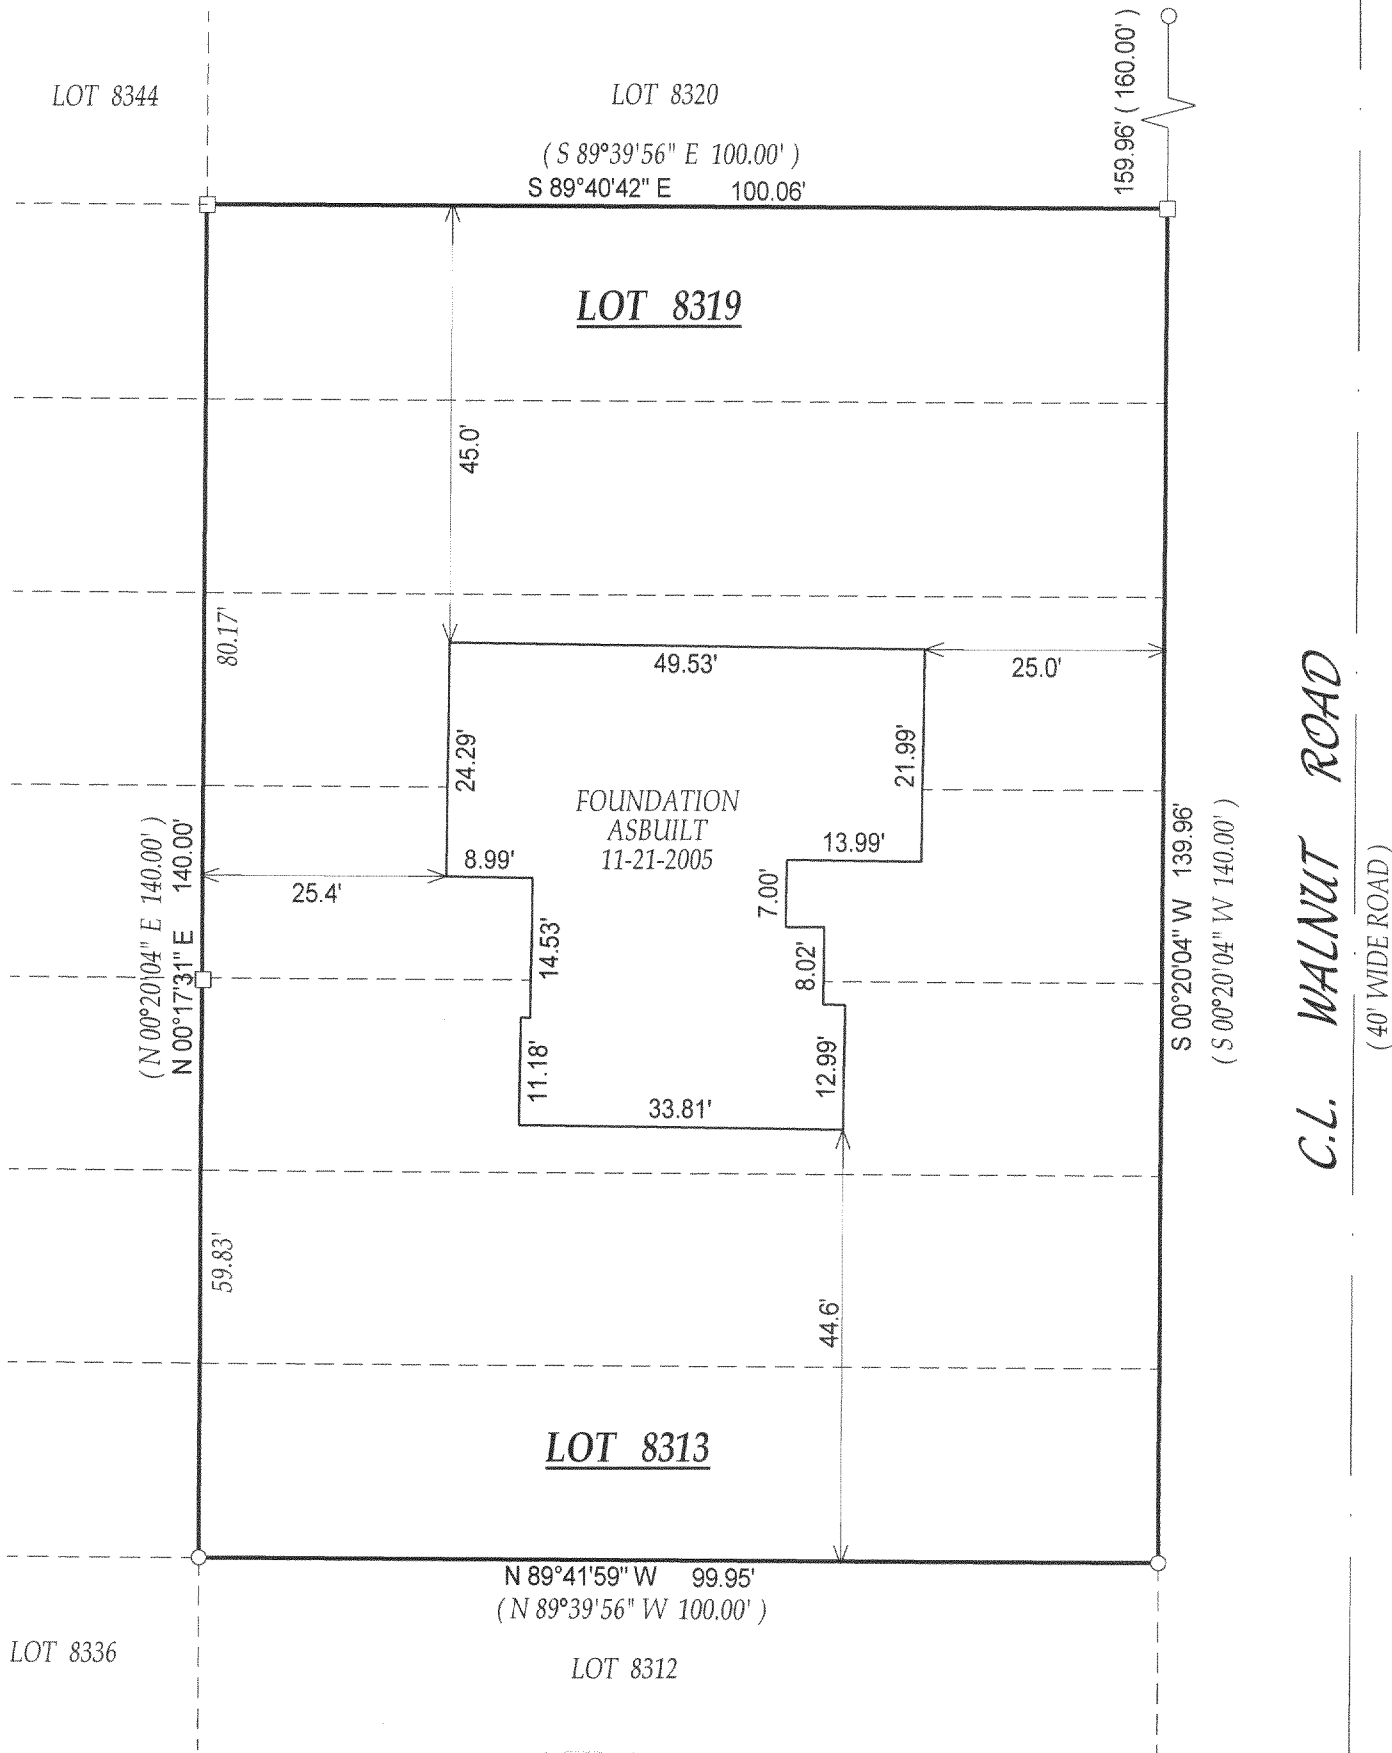 159.96' ( 160.00' )
LOT 8344
LOT 8320
( S 89°39'56" E 100.00' )
S 89°40'42" E 100.06'
LOT 8319
45.0'
80.17'
49.53'
25.0'
24.29'
21.99'
FOUNDATION
ASBUILT
11-21-2005
13.99'
8.99'
7.00'
25.4'
14.53'
8.02'
11.18'
12.99'
33.81'
( N 00°20'04" E 140.00' )
N 00°17'31" E 140.00'
S 00°20'04" W 139.96'
( S 00°20'04" W 140.00' )
C.L. WALNUT ROAD
( 40' WIDE ROAD )
59.83'
44.6'
LOT 8313
N 89°41'59" W 99.95'
( N 89°39'56" W 100.00' )
LOT 8336
LOT 8312